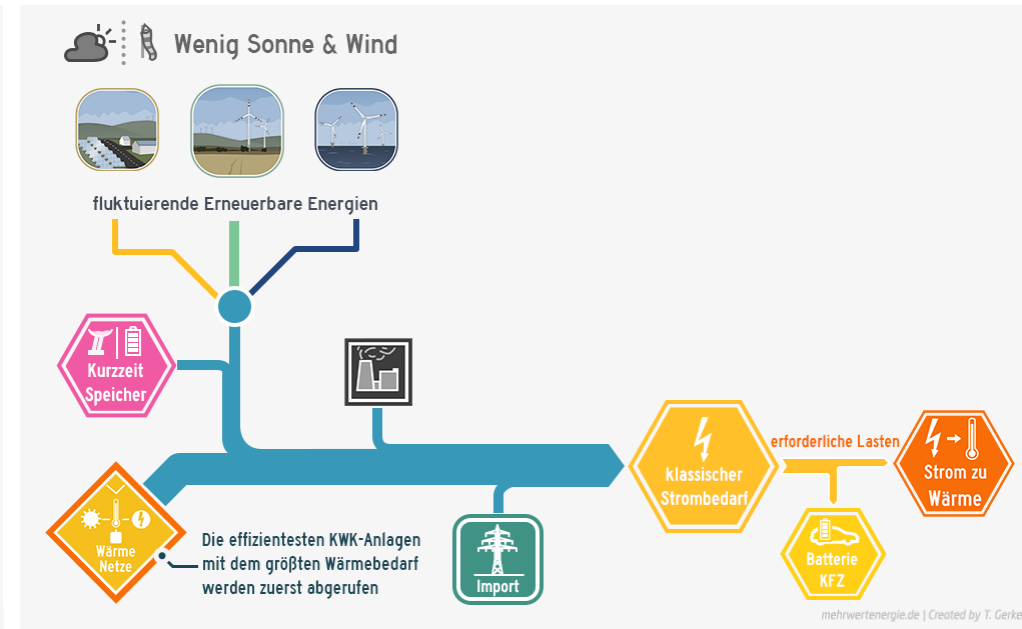 Wenig Sonne & Wind
fluktuierende Erneuerbare Energien
Kurzzeit
Speicher
klassischer
Strombedarf
erforderliche Lasten
Strom zu
Wärme
Batterie
KFZ
Wärme
Netze
Die effizientesten KWK-Anlagen
mit dem größten Wärmebedarf
werden zuerst abgerufen
Import
mehrwertenergie.de | Created by T. Gerke